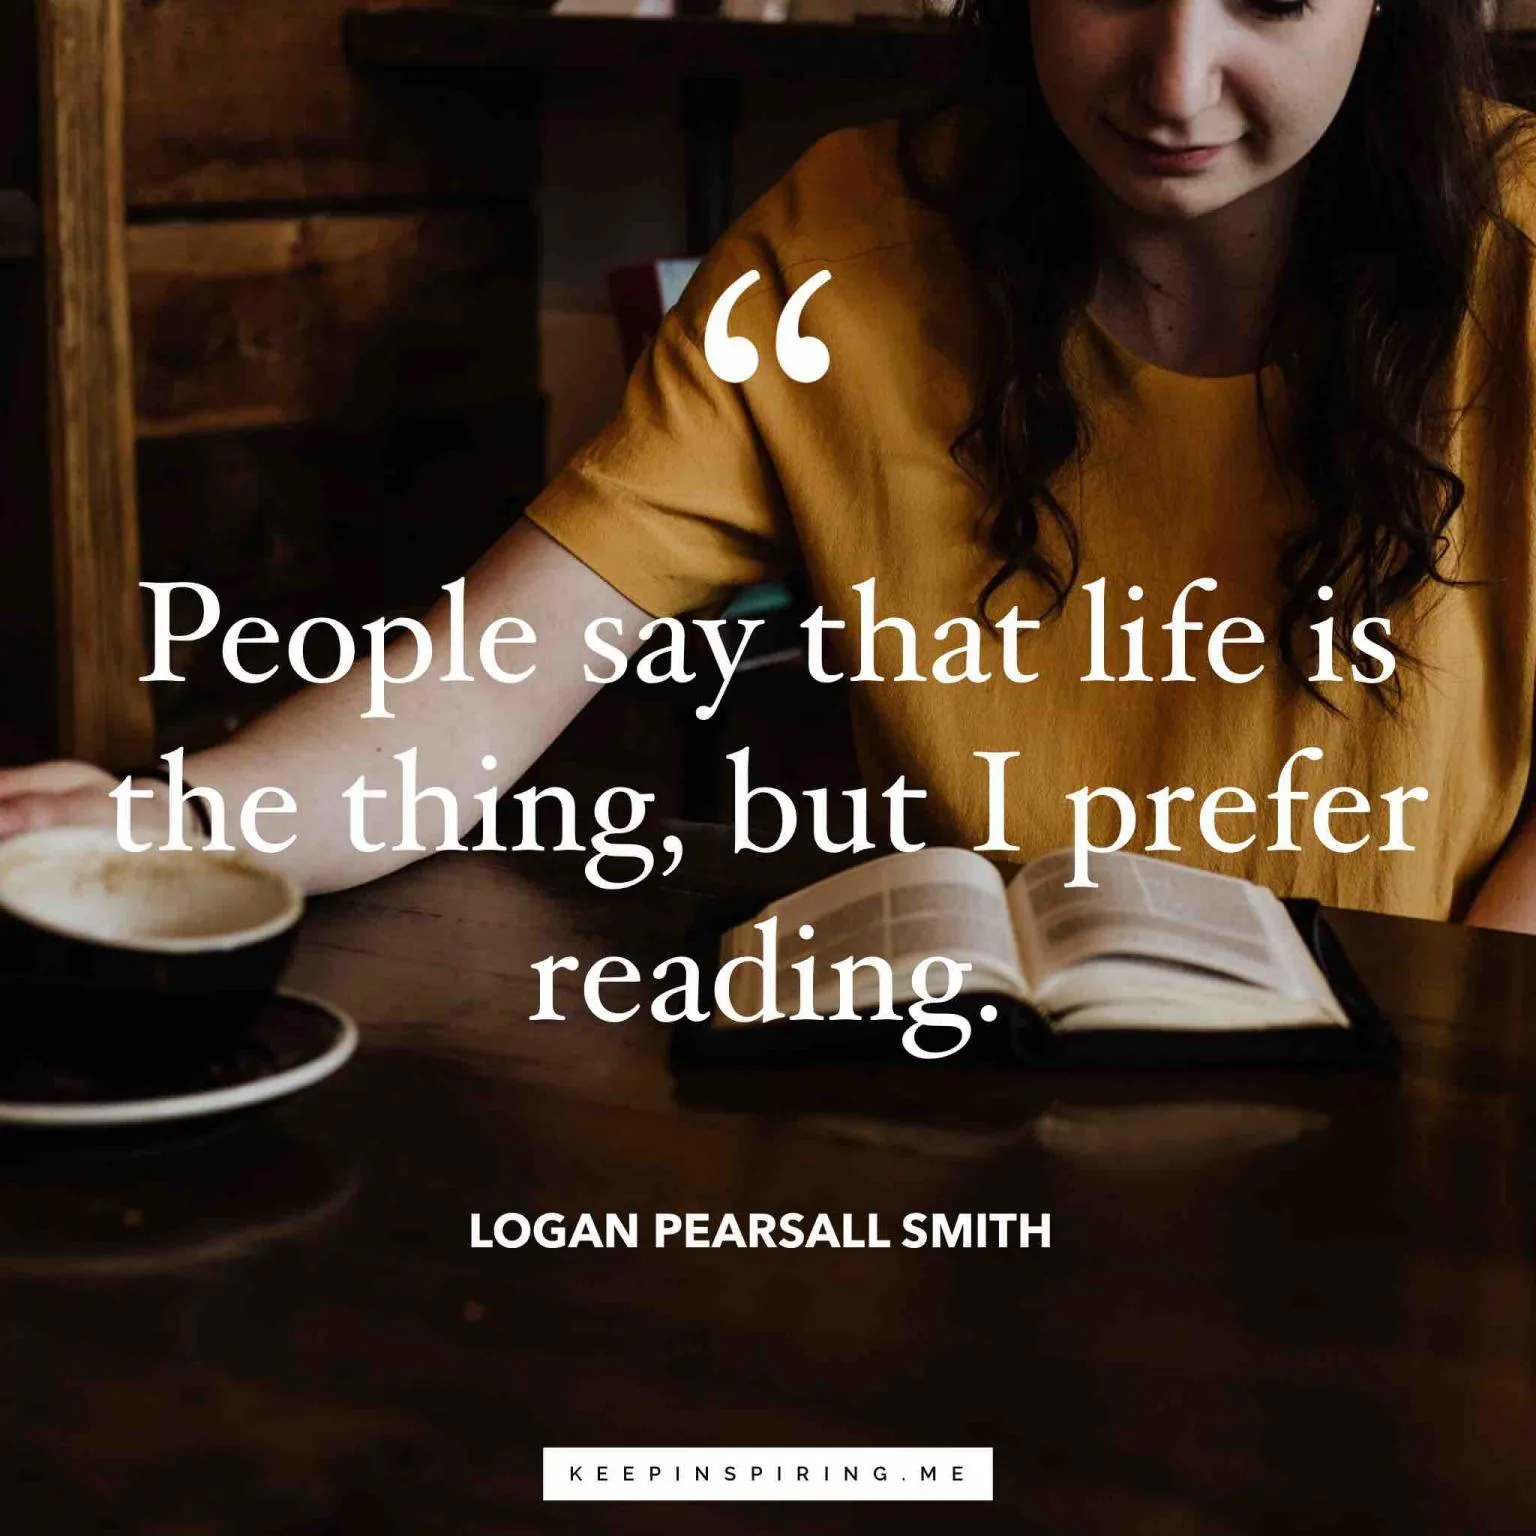 “
People say that life is
the thing, but I prefer
reading.
LOGAN PEARSALL SMITH
KEEPINSPIRING.ME